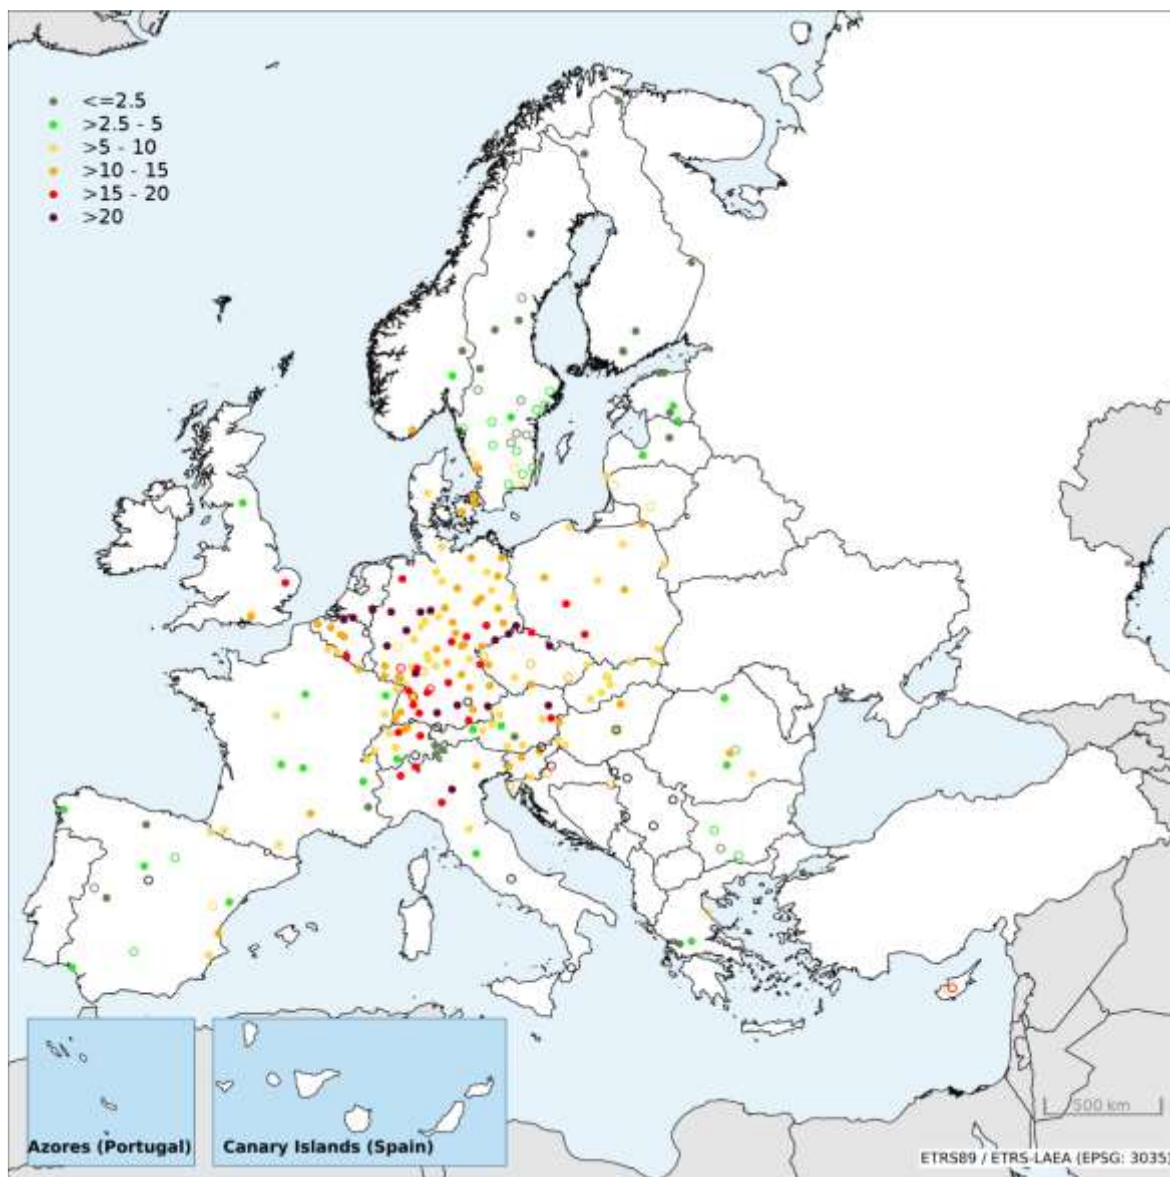 <=2.5
>2.5 - 5
>5 - 10
>10 - 15
>15 - 20
>20
500 km
Azores (Portugal)
Canary Islands (Spain)
ETRS89 / ETRS-LAEA (EPSG: 3035)